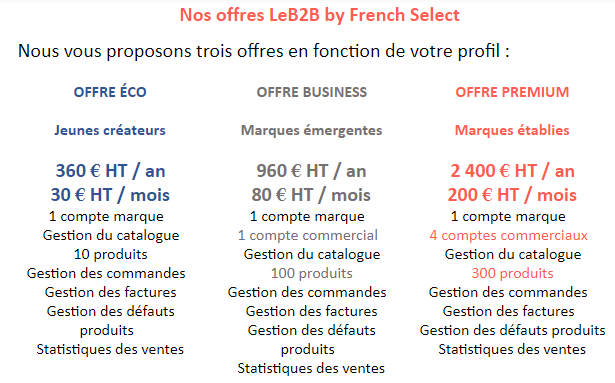 Nos offres LeB2B by French Select
Nous vous proposons trois offres en fonction de votre profil :
OFFRE ÉCO
Jeunes créateurs
360 € HT / an
30 € HT / mois
1 compte marque
Gestion du catalogue
10 produits
Gestion des commandes
Gestion des factures
Gestion des défauts
produits
Statistiques des ventes
OFFRE BUSINESS
Marques émergentes
960 € HT / an
80 € HT / mois
1 compte marque
1 compte commercial
Gestion du catalogue
100 produits
Gestion des commandes
Gestion des factures
Gestion des défauts
produits
Statistiques des ventes
OFFRE PREMIUM
Marques établies
2 400 € HT / an
200 € HT / mois
1 compte marque
4 comptes commerciaux
Gestion du catalogue
300 produits
Gestion des commandes
Gestion des factures
Gestion des défauts produits
Statistiques des ventes